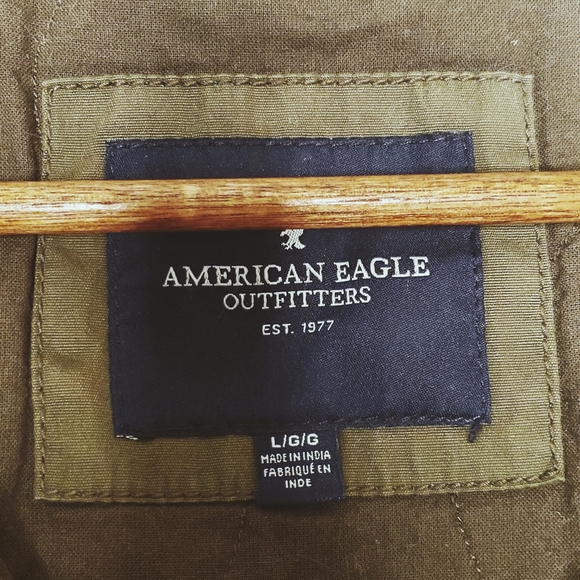 AMERICAN EAGLE
OUTFITTERS
EST. 1977
L/G/G
MADE IN INDIA
FABRIQUÉ EN
INDE